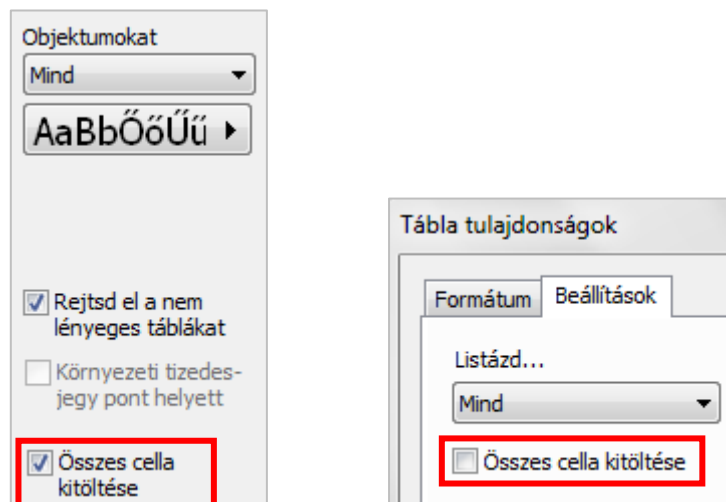 Objektumokat
Mind
AaBbŐőŰű
Rejtsd el a nem
lényeges táblákat
Környezeti tizedes-
jegy pont helyett
Összes cella
kitöltése
Tábla tulajdonságok
Formátum Beállítások
Listázd...
Mind
Összes cella kitöltése